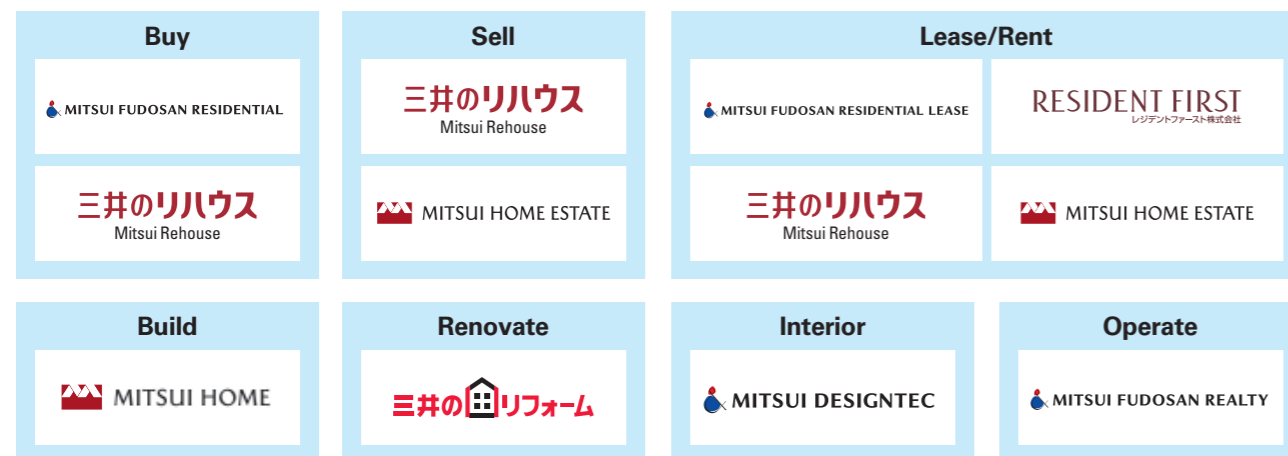 Buy
MITSUI FUDOSAN RESIDENTIAL
三井のリハウス
Mitsui Rehouse
Sell
三井のリハウス
Mitsui Rehouse
MITSUI HOME ESTATE
Lease/Rent
MITSUI FUDOSAN RESIDENTIAL LEASE
RESIDENT FIRST
レジデントファースト株式会社
三井のリハウス
Mitsui Rehouse
MITSUI HOME ESTATE
Build
MITSUI HOME
Renovate
三井のリフォーム
Interior
MITSUI DESIGNTEC
Operate
MITSUI FUDOSAN REALTY